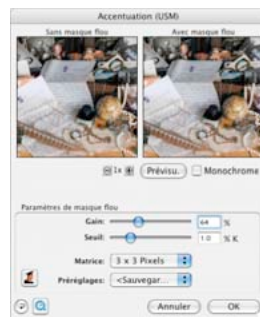 Accentuation (USM)
Sans masque flou Avec masque flou
1x Prévisu. Monochrome
Paramètres de masque flou
Gain: 64 %
Seuil: 1.0 % K
Matrice: 3 x 3 Pixels
Préréglages: <Sauvegar...
Annuler OK